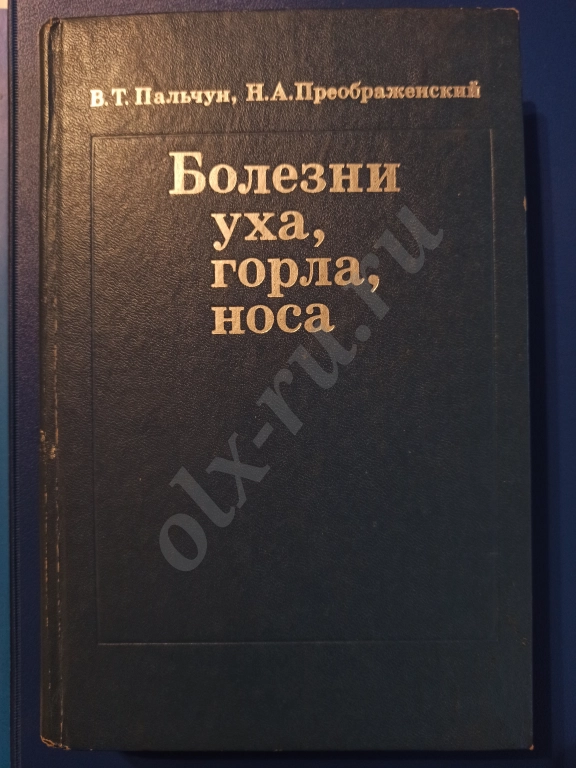 В. Т. Пальчун, Н.А.Преображенский
Болезни
уха,
горла,
носа
olx-ru.ru